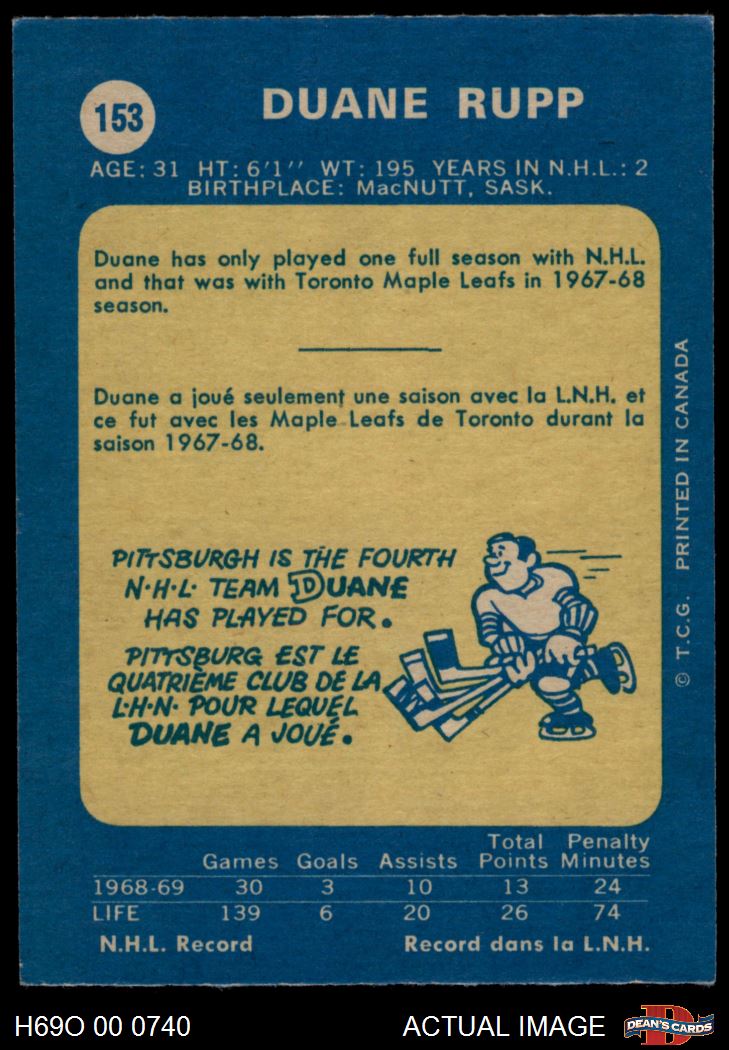 153
DUANE RUPP
AGE: 31 HT: 6'1'' WT: 195 YEARS IN N.H.L.: 2
BIRTHPLACE: MacNUTT, SASK.
Duane has only played one full season with N.H.L.
and that was with Toronto Maple Leafs in 1967-68
season.
Duane a joué seulement une saison avec la L.N.H. et
ce fut avec les Maple Leafs de Toronto durant la
saison 1967-68.
PITTSBURGH IS THE FOURTH
N·H·L· TEAM DUANE
HAS PLAYED FOR.
PITTSBURG EST LE
QUATRIÈME CLUB DE LA
L·H·N· POUR LEQUEL
DUANE A JOUÉ.
© T.C.G. PRINTED IN CANADA
Games Goals Assists Total Points Penalty Minutes
1968-69 30 3 10 13 24
LIFE 139 6 20 26 74
N.H.L. Record Record dans la L.N.H.
H69O 00 0740 ACTUAL IMAGE D DEAN'S CARDS